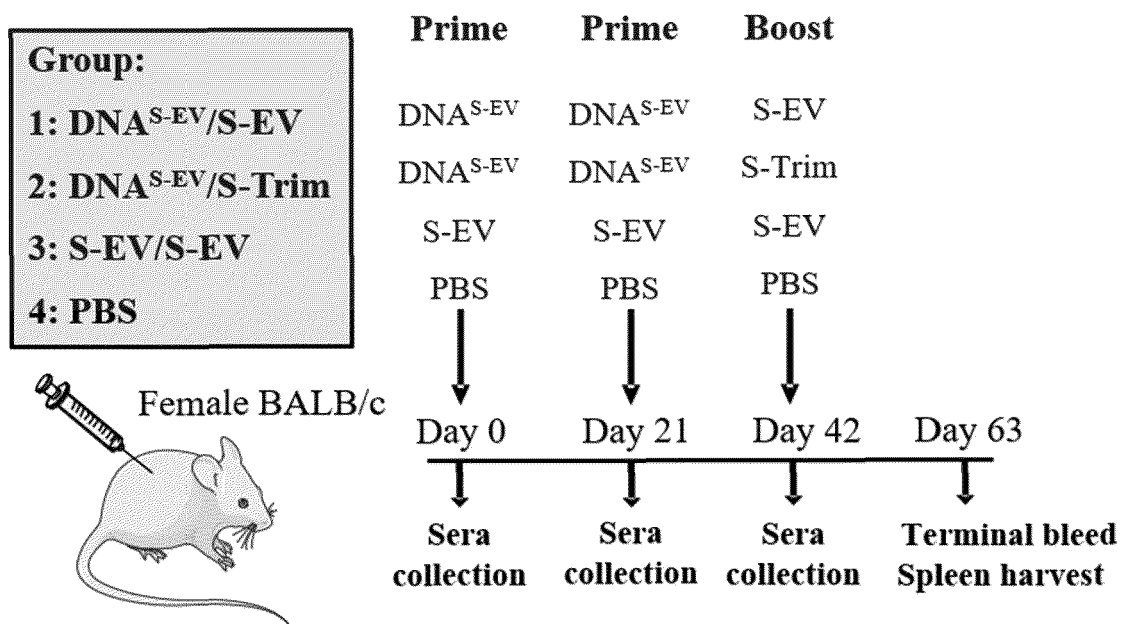 Group:
1: DNA^S-EV/S-EV
2: DNA^S-EV/S-Trim
3: S-EV/S-EV
4: PBS
Prime Prime Boost
DNA^S-EV DNA^S-EV S-EV
DNA^S-EV DNA^S-EV S-Trim
S-EV S-EV S-EV
PBS PBS PBS
Female BALB/c
Day 0 Day 21 Day 42 Day 63
Sera Sera Sera Terminal bleed
collection collection collection Spleen harvest